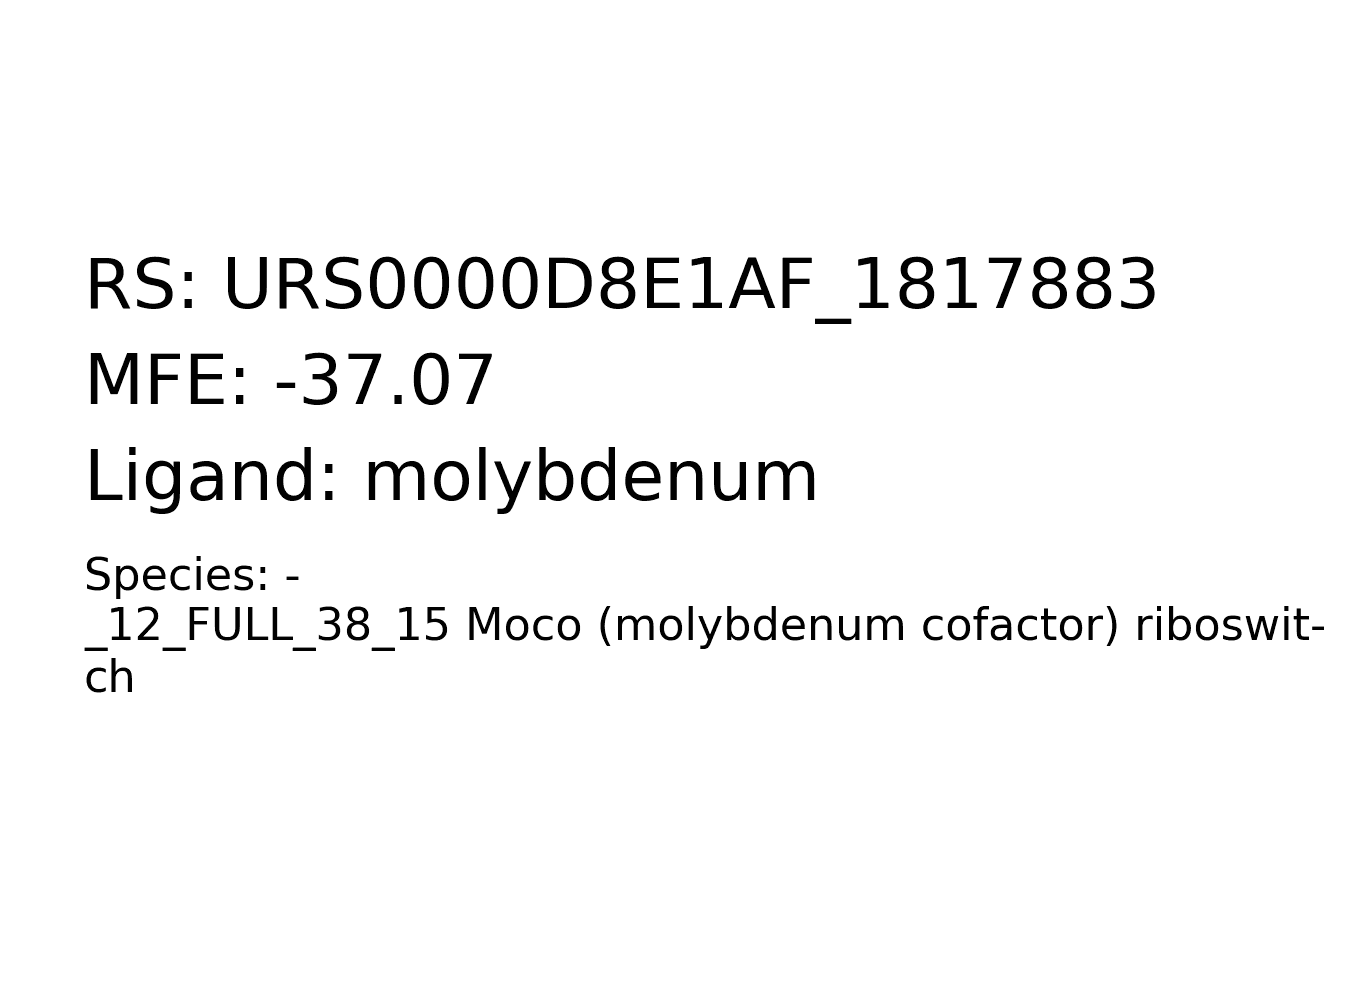 RS: URS0000D8E1AF_1817883
MFE: -37.07
Ligand: molybdenum
Species: -
_12_FULL_38_15 Moco (molybdenum cofactor) riboswit-
ch